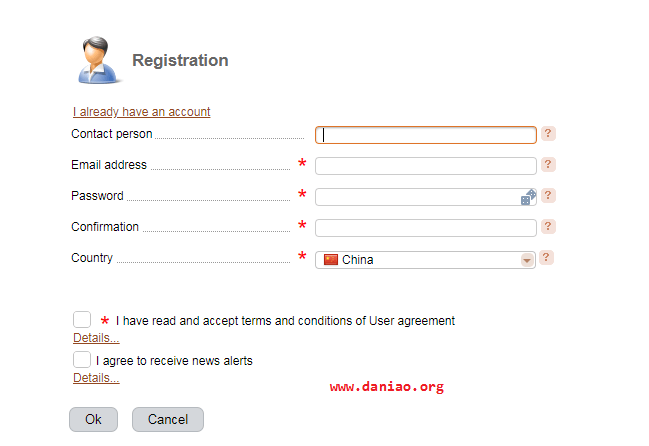 Registration
I already have an account
Contact person ?
Email address * ?
Password * ?
Confirmation * ?
Country * China ?
* I have read and accept terms and conditions of User agreement
Details...
I agree to receive news alerts
Details...
www.daniao.org
Ok Cancel